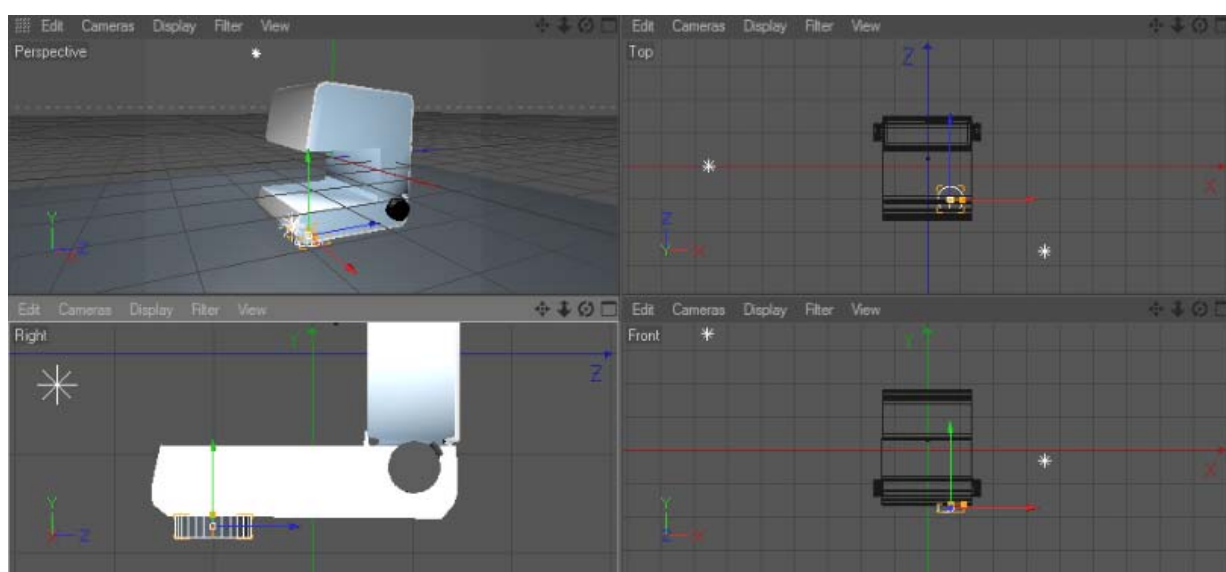 Edit Cameras Display Filter View
Perspective
Y
Z
Edit Cameras Display Filter View
Top
Z
X
Z
Y X
Edit Cameras Display Filter View
Right
Y
Z
Y
X Z
Edit Cameras Display Filter View
Front
Y
X
Y
Z X